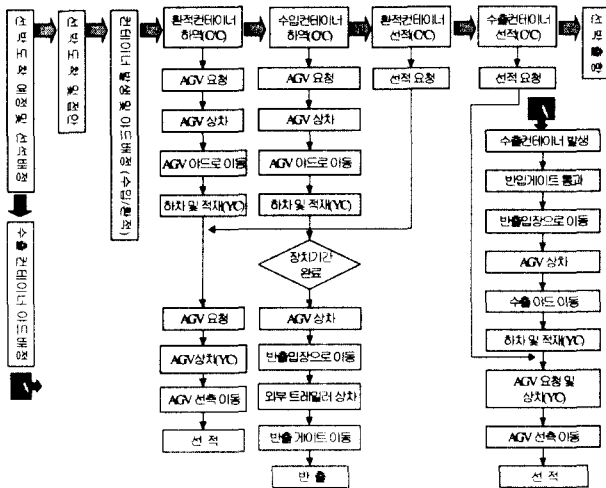 선박 도착 예정 및 선석배정
수출 컨테이너 야드배정
선박 도착 및 접안
컨테이너 발생 및 야드배정 (수입/환적)
환적컨테이너
하역(C/C)
AGV 요청
AGV 상차
AGV 야드로 이동
하차 및 적재(YC)
AGV 요청
AGV상차(YC)
AGV 선측 이동
선 적
수입컨테이너
하역(C/C)
AGV 요청
AGV 상차
AGV 야드로 이동
하차 및 적재(YC)
장치기간
완료
AGV 상차
반출입장으로 이동
외부 트레일러 상차
반출 게이트 이동
반 출
환적컨테이너
선적(C/C)
선적 요청
수출컨테이너
선적(C/C)
선적 요청
수출컨테이너 발생
반입게이트 통과
반출입장으로 이동
AGV 상차
수출 야드 이동
하차 및 적재(YC)
AGV 요청 및
상차(YC)
AGV 선측 이동
선 적
선박 출항